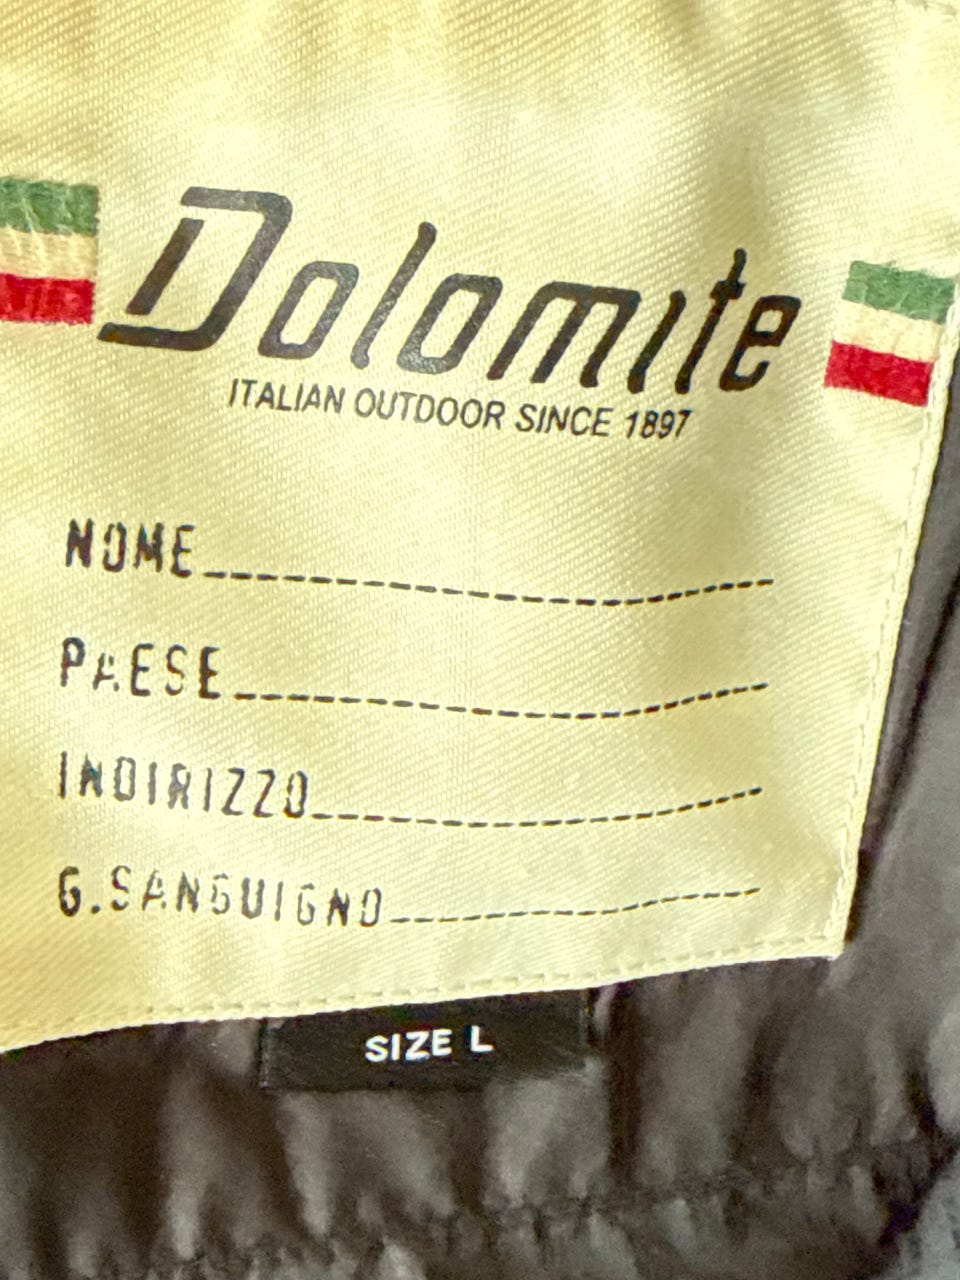 Dolomite
ITALIAN OUTDOOR SINCE 1897
NOME
PAESE
INDIRIZZO
G.SANGUIGNO
SIZE L